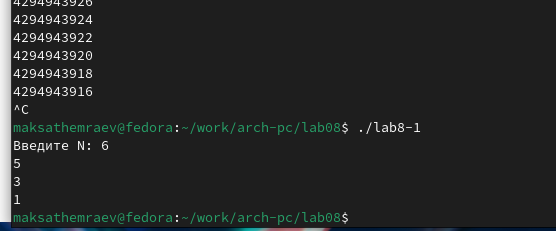 4294943926
4294943924
4294943922
4294943920
4294943918
4294943916
^C
maksathemraev@fedora:~/work/arch-pc/lab08$ ./lab8-1
Введите N: 6
5
3
1
maksathemraev@fedora:~/work/arch-pc/lab08$